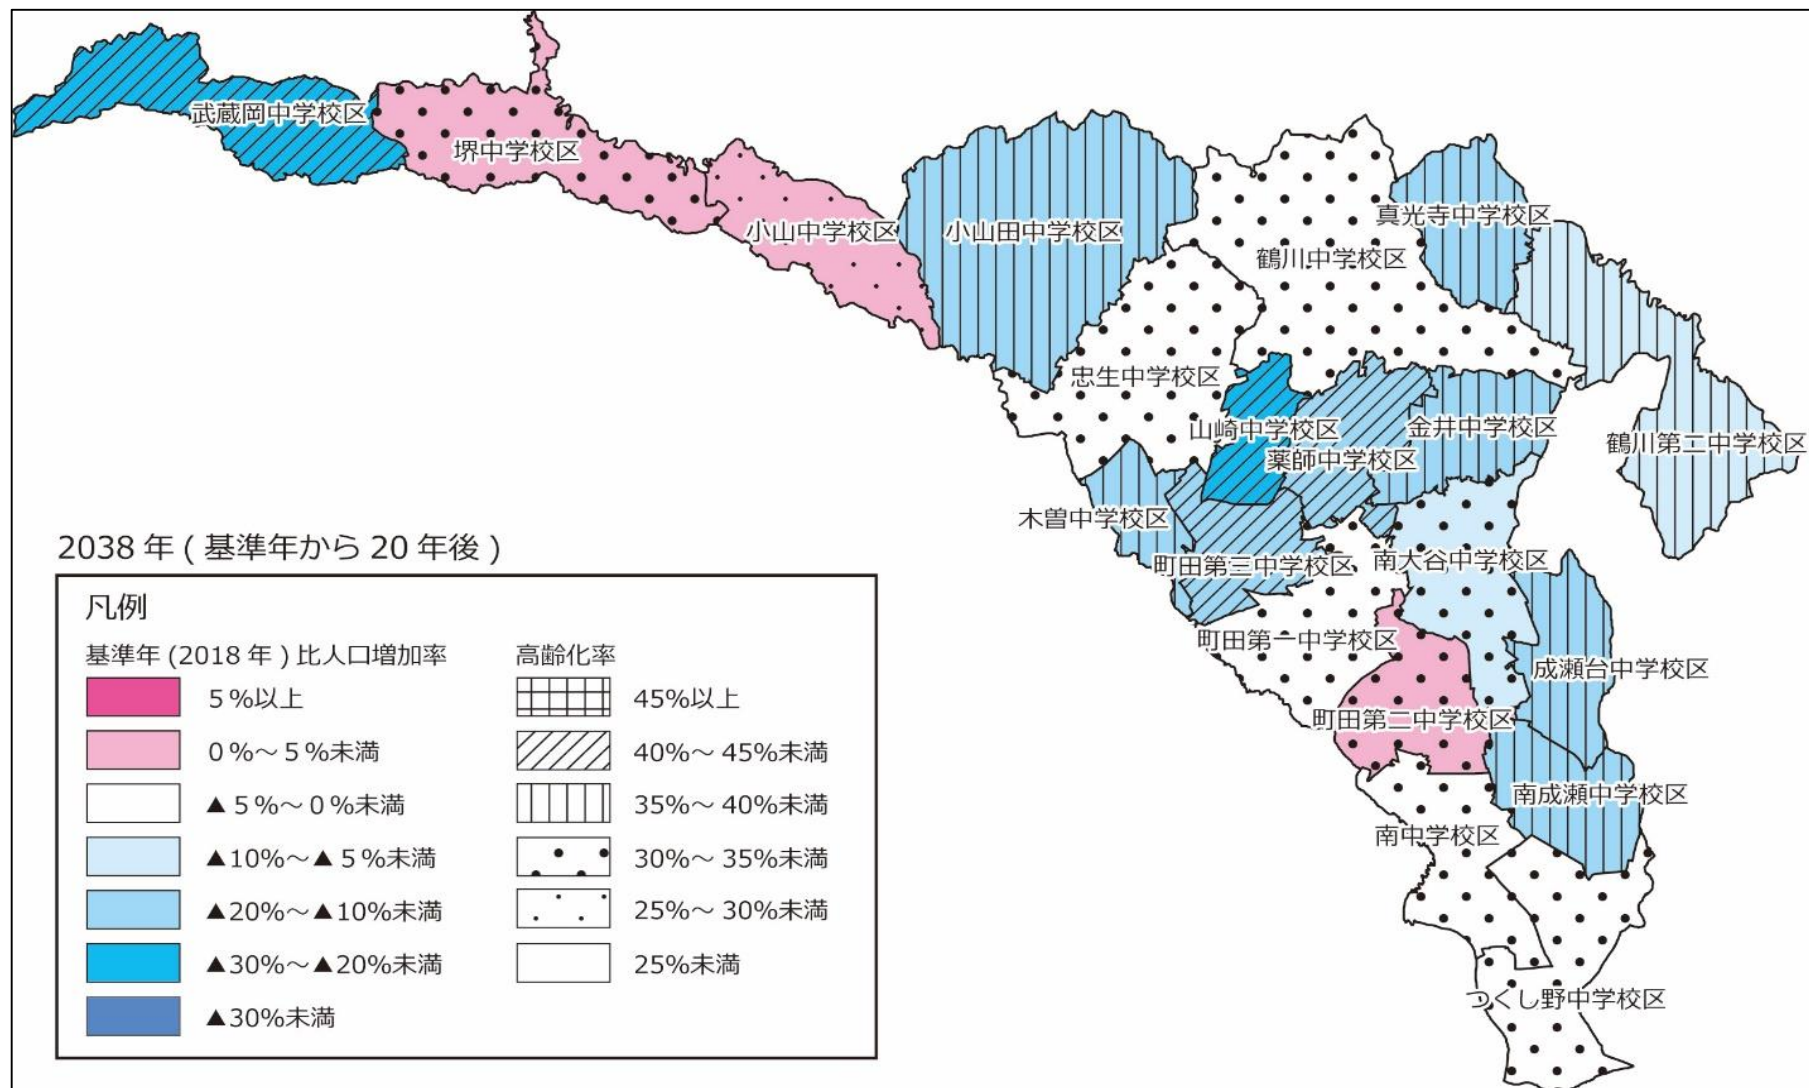 武蔵岡中学校区
堺中学校区
小山中学校区
小山田中学校区
真光寺中学校区
鶴川中学校区
忠生中学校区
山崎中学校区
金井中学校区
鶴川第二中学校区
薬師中学校区
木曽中学校区
町田第三中学校区
南大谷中学校区
町田第一中学校区
成瀬台中学校区
町田第二中学校区
南成瀬中学校区
南中学校区
つくし野中学校区
2038年(基準年から20年後)
凡例
基準年(2018年)比人口増加率
5%以上
0%~5%未満
▲5%~0%未満
▲10%~▲5%未満
▲20%~▲10%未満
▲30%~▲20%未満
▲30%未満
高齢化率
45%以上
40%~45%未満
35%~40%未満
30%~35%未満
25%~30%未満
25%未満